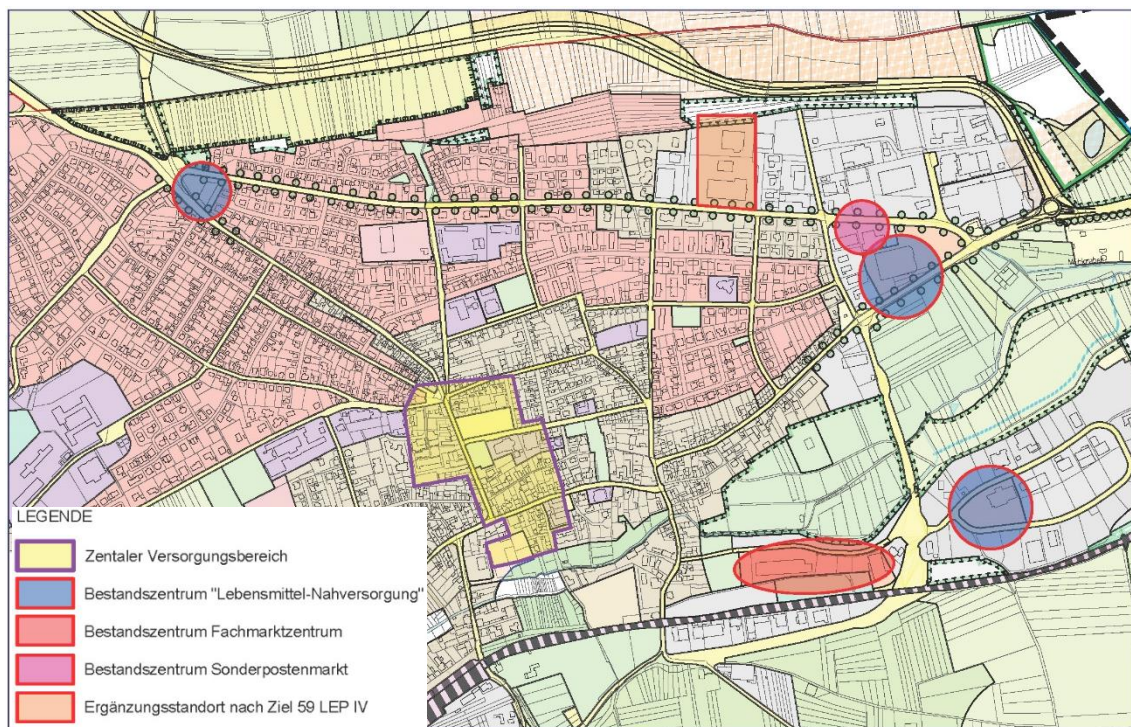 LEGENDE
Zentaler Versorgungsbereich
Bestandszentrum "Lebensmittel-Nahversorgung"
Bestandszentrum Fachmarktzentrum
Bestandszentrum Sonderpostenmarkt
Ergänzungsstandort nach Ziel 59 LEP IV